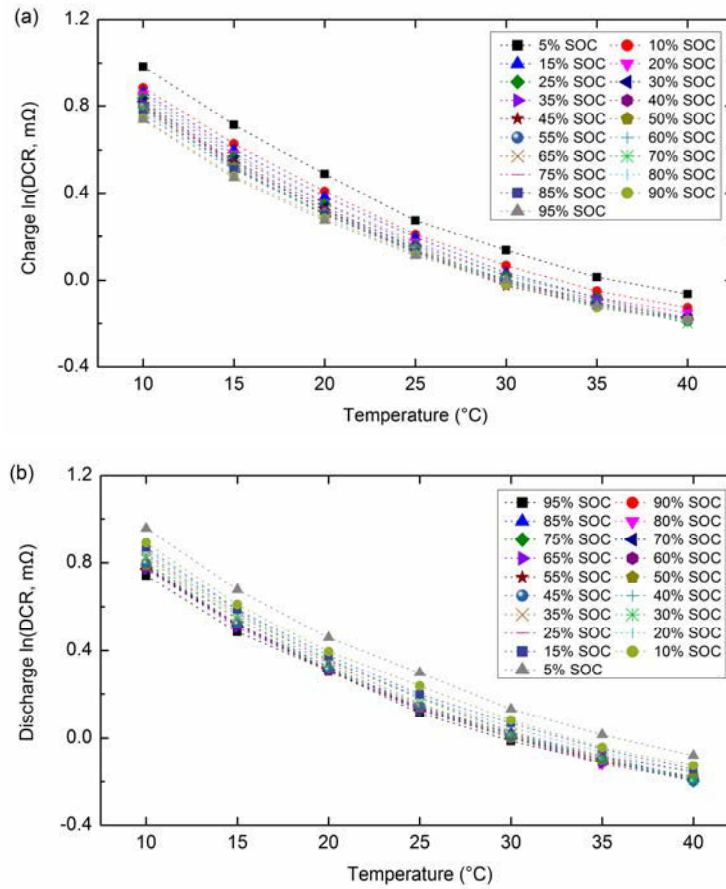 (a)
1.2
0.8
0.4
0.0
-0.4
Charge ln(DCR, mΩ)
5% SOC 10% SOC
15% SOC 20% SOC
25% SOC 30% SOC
35% SOC 40% SOC
45% SOC 50% SOC
55% SOC 60% SOC
65% SOC 70% SOC
75% SOC 80% SOC
85% SOC 90% SOC
95% SOC
10 15 20 25 30 35 40
Temperature (°C)
(b)
1.2
0.8
0.4
0.0
-0.4
Discharge ln(DCR, mΩ)
95% SOC 90% SOC
85% SOC 80% SOC
75% SOC 70% SOC
65% SOC 60% SOC
55% SOC 50% SOC
45% SOC 40% SOC
35% SOC 30% SOC
25% SOC 20% SOC
15% SOC 10% SOC
5% SOC
10 15 20 25 30 35 40
Temperature (°C)